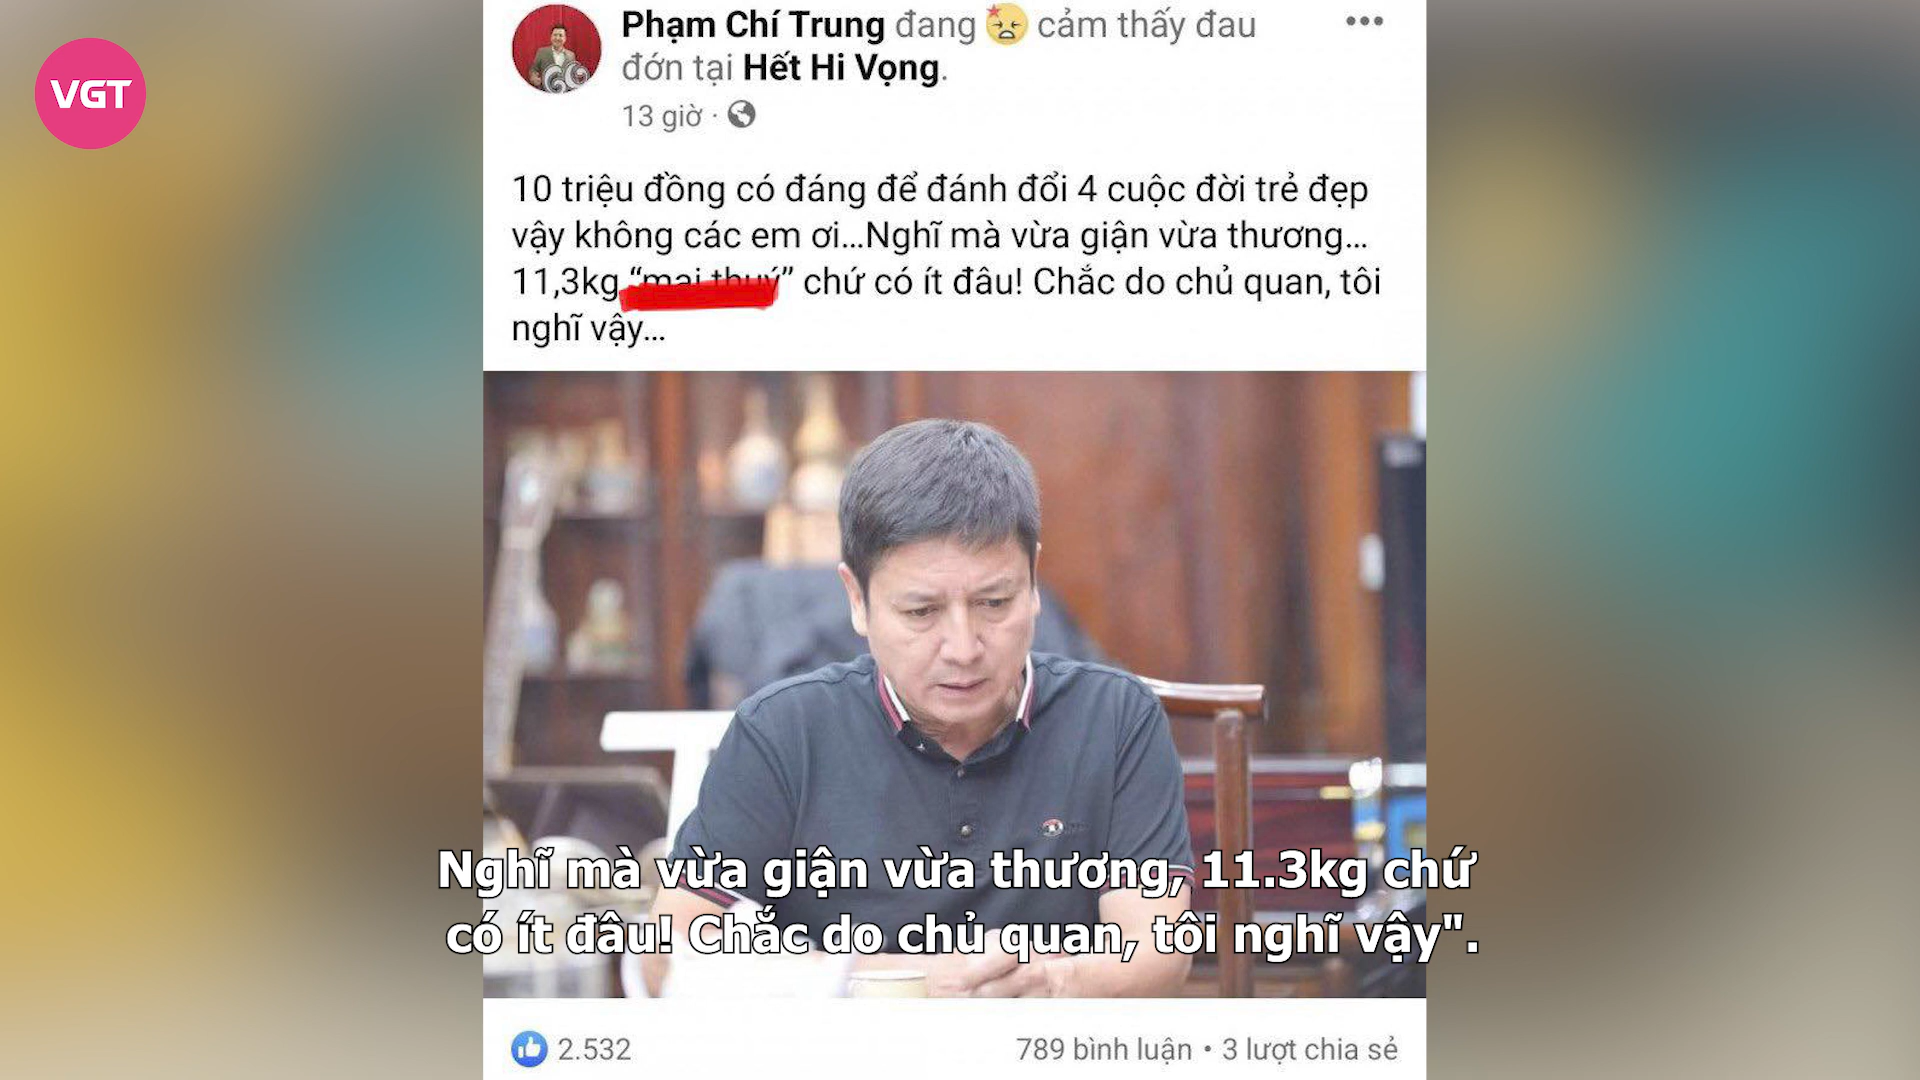 VGT
Phạm Chí Trung đang cảm thấy đau
đớn tại Hết Hi Vọng.
13 giờ ·
10 triệu đồng có đáng để đánh đổi 4 cuộc đời trẻ đẹp
vậy không các em ơi...Nghĩ mà vừa giận vừa thương...
11,3kg “mai thuý” chứ có ít đâu! Chắc do chủ quan, tôi
nghĩ vậy...
Nghĩ mà vừa giận vừa thương, 11.3kg chứ
có ít đâu! Chắc do chủ quan, tôi nghĩ vậy".
2.532
789 bình luận • 3 lượt chia sẻ